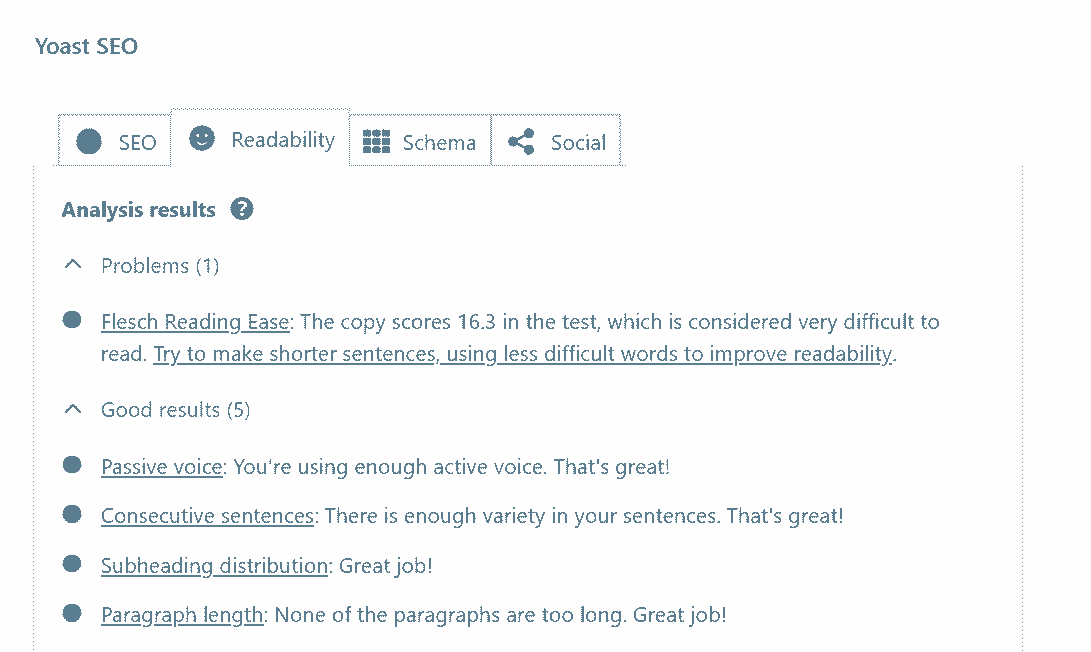 Yoast SEO
SEO
Readability
Schema
Social
Analysis results ?
Problems (1)
Flesch Reading Ease: The copy scores 16.3 in the test, which is considered very difficult to
read. Try to make shorter sentences, using less difficult words to improve readability.
Good results (5)
Passive voice: You're using enough active voice. That's great!
Consecutive sentences: There is enough variety in your sentences. That's great!
Subheading distribution: Great job!
Paragraph length: None of the paragraphs are too long. Great job!